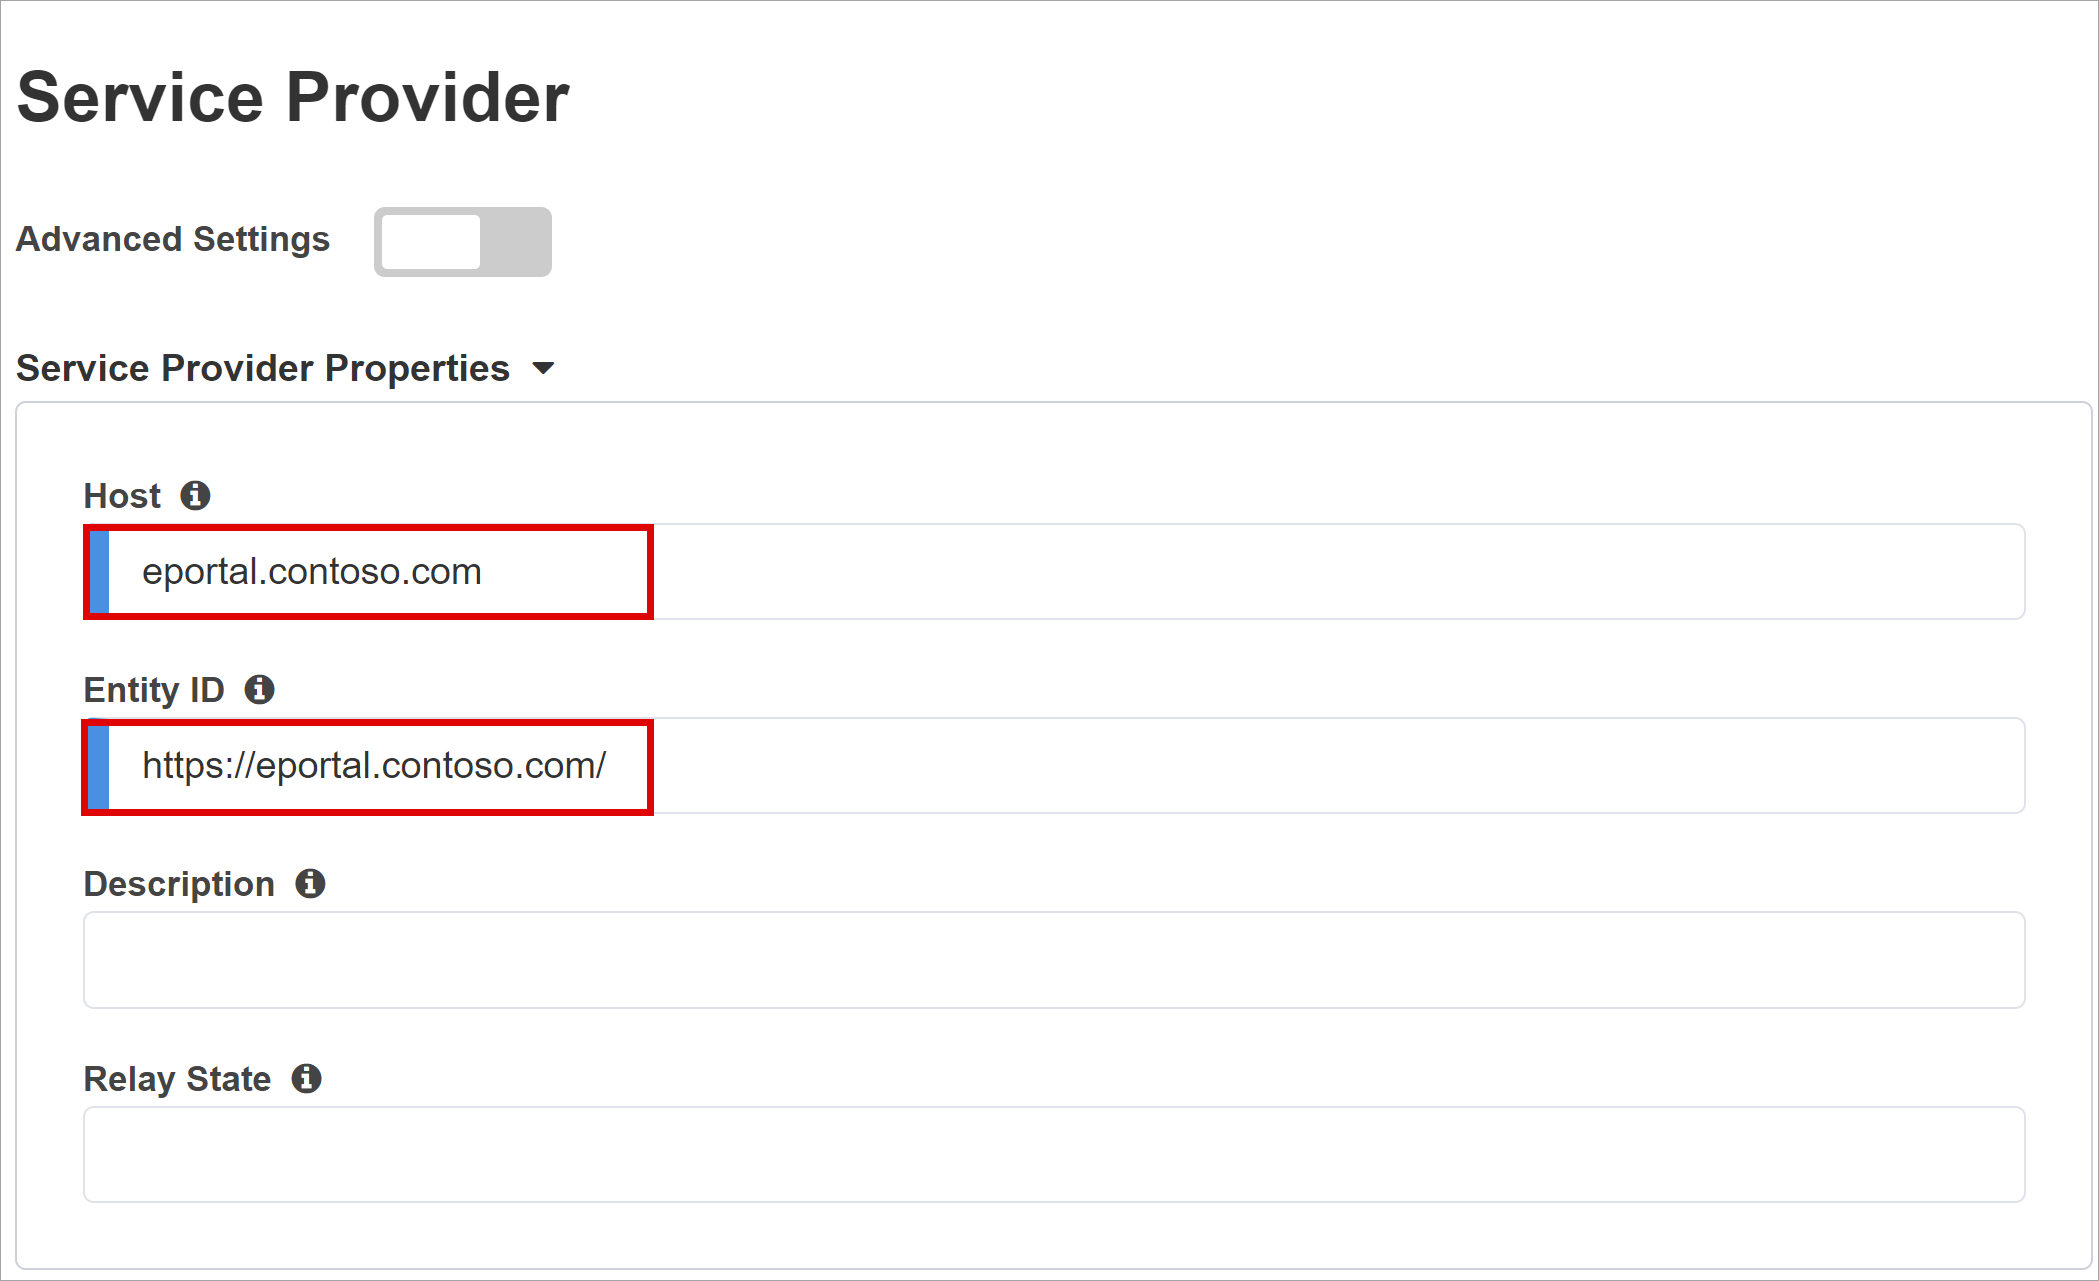 Service Provider
Advanced Settings
Service Provider Properties
Host
eportal.contoso.com
Entity ID
https://eportal.contoso.com/
Description
Relay State